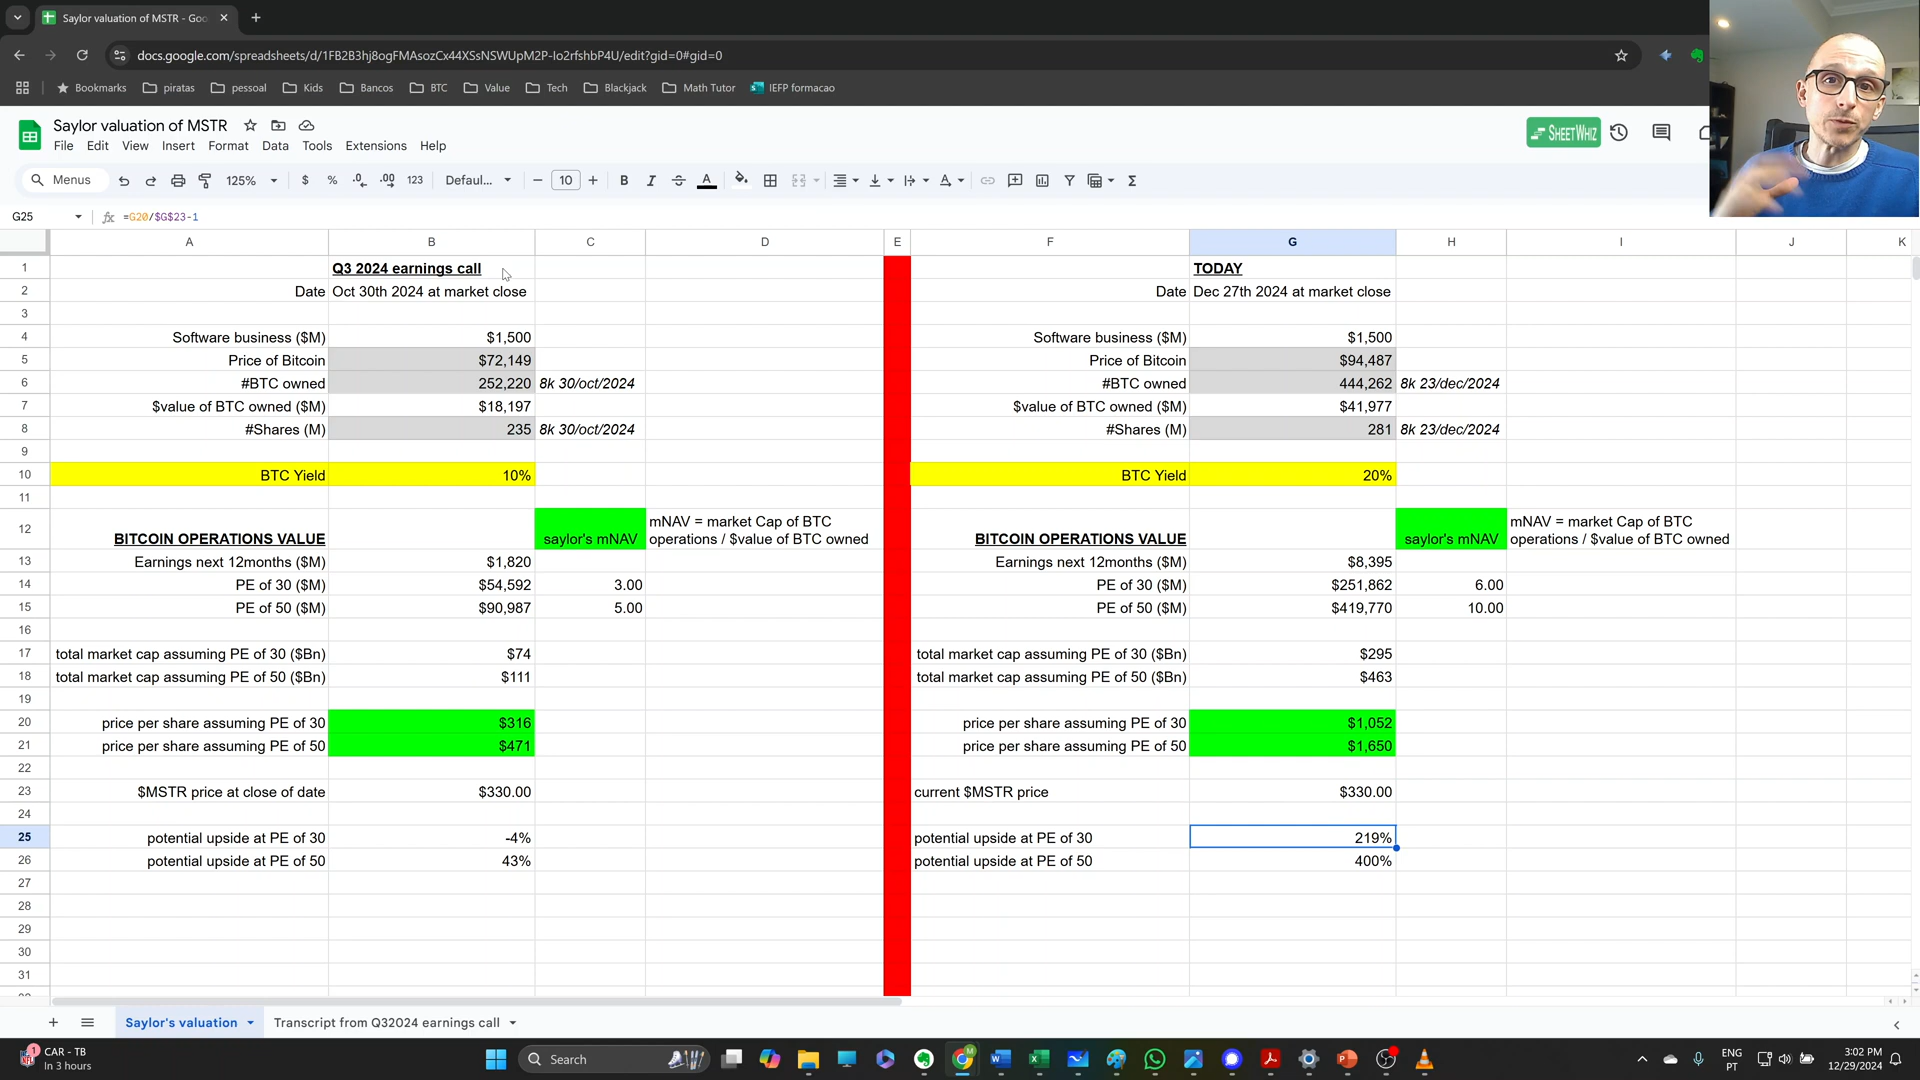 Saylor valuation of MSTR - Goo
docs.google.com/spreadsheets/d/1FB2B3hj8ogFMAsozCx44XSsNSWUpM2P-Io2rfshbP4U/edit?gid=0#gid=0
Bookmarks piratas pessoal Kids Bancos BTC Value Tech Blackjack Math Tutor IEFP formacao
Saylor valuation of MSTR
SHEETWHIZ
File Edit View Insert Format Data Tools Extensions Help
Menus 125% $ % .0 .00 123 Defaul... − 10 + B I A Σ
G25 fx =G20/$G$23-1
A B C D E F G H I J K
1 Q3 2024 earnings call TODAY
2 Date Oct 30th 2024 at market close Date Dec 27th 2024 at market close
3
4 Software business ($M) $1,500 Software business ($M) $1,500
5 Price of Bitcoin $72,149 Price of Bitcoin $94,487
6 #BTC owned 252,220 8k 30/oct/2024 #BTC owned 444,262 8k 23/dec/2024
7 $value of BTC owned ($M) $18,197 $value of BTC owned ($M) $41,977
8 #Shares (M) 235 8k 30/oct/2024 #Shares (M) 281 8k 23/dec/2024
9
10 BTC Yield 10% BTC Yield 20%
11
mNAV = market Cap of BTC mNAV = market Cap of BTC
12 BITCOIN OPERATIONS VALUE saylor's mNAV operations / $value of BTC owned BITCOIN OPERATIONS VALUE saylor's mNAV operations / $value of BTC owned
13 Earnings next 12months ($M) $1,820 Earnings next 12months ($M) $8,395
14 PE of 30 ($M) $54,592 3.00 PE of 30 ($M) $251,862 6.00
15 PE of 50 ($M) $90,987 5.00 PE of 50 ($M) $419,770 10.00
16
17 total market cap assuming PE of 30 ($Bn) $74 total market cap assuming PE of 30 ($Bn) $295
18 total market cap assuming PE of 50 ($Bn) $111 total market cap assuming PE of 50 ($Bn) $463
19
20 price per share assuming PE of 30 $316 price per share assuming PE of 30 $1,052
21 price per share assuming PE of 50 $471 price per share assuming PE of 50 $1,650
22
23 $MSTR price at close of date $330.00 current $MSTR price $330.00
24
25 potential upside at PE of 30 -4% potential upside at PE of 30 219%
26 potential upside at PE of 50 43% potential upside at PE of 50 400%
27
28
29
30
31
+ Saylor's valuation Transcript from Q32024 earnings call
1 CAR - TB
In 3 hours
Search
ENG
PT
3:02 PM
12/29/2024